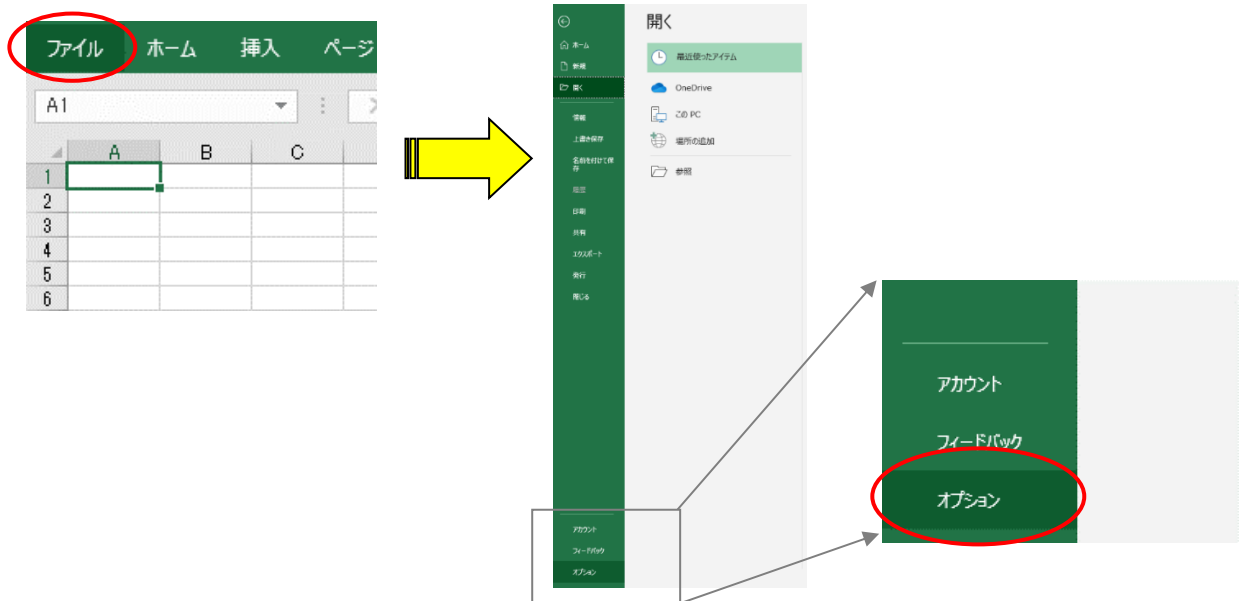 ファイル ホーム 挿入 ページ
A1
A B C
1
2
3
4
5
6
開く
ホーム
新規
開く
情報
上書き保存
名前を付けて保
存
印刷
共有
エクスポート
発行
閉じる
アカウント
フィードバック
オプション
最近使ったアイテム
OneDrive
この PC
場所の追加
参照
アカウント
フィードバック
オプション